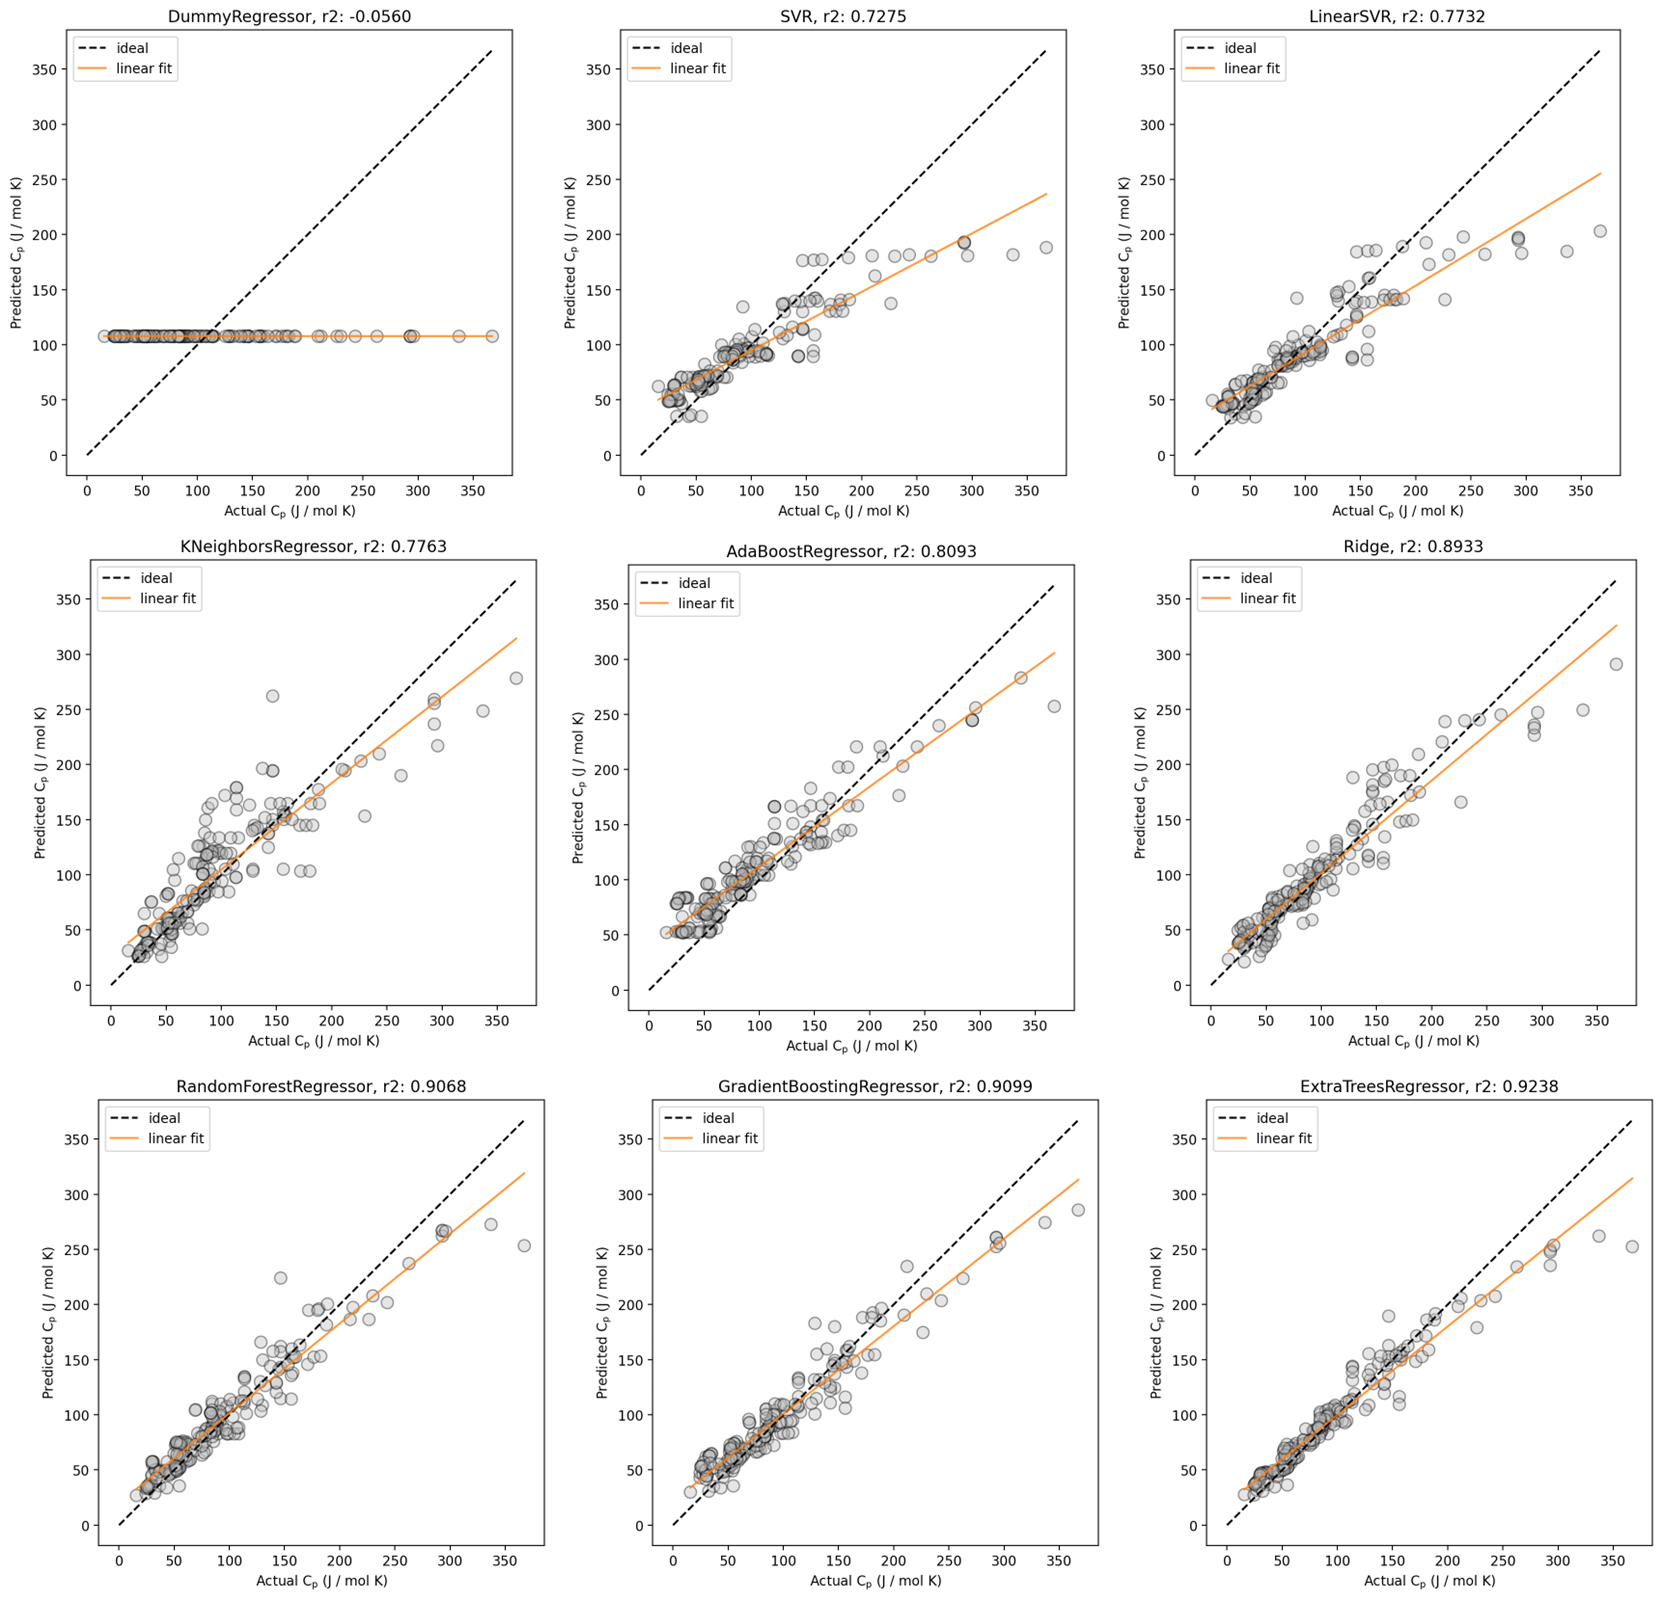 DummyRegressor, r2: -0.0560
ideal
linear fit
350
300
250
200
150
100
50
0
Predicted Cp (J / mol K)
0 50 100 150 200 250 300 350
Actual Cp (J / mol K)
SVR, r2: 0.7275
ideal
linear fit
350
300
250
200
150
100
50
0
Predicted Cp (J / mol K)
0 50 100 150 200 250 300 350
Actual Cp (J / mol K)
LinearSVR, r2: 0.7732
ideal
linear fit
350
300
250
200
150
100
50
0
Predicted Cp (J / mol K)
0 50 100 150 200 250 300 350
Actual Cp (J / mol K)
KNeighborsRegressor, r2: 0.7763
ideal
linear fit
350
300
250
200
150
100
50
0
Predicted Cp (J / mol K)
0 50 100 150 200 250 300 350
Actual Cp (J / mol K)
AdaBoostRegressor, r2: 0.8093
ideal
linear fit
350
300
250
200
150
100
50
0
Predicted Cp (J / mol K)
0 50 100 150 200 250 300 350
Actual Cp (J / mol K)
Ridge, r2: 0.8933
ideal
linear fit
350
300
250
200
150
100
50
0
Predicted Cp (J / mol K)
0 50 100 150 200 250 300 350
Actual Cp (J / mol K)
RandomForestRegressor, r2: 0.9068
ideal
linear fit
350
300
250
200
150
100
50
0
Predicted Cp (J / mol K)
0 50 100 150 200 250 300 350
Actual Cp (J / mol K)
GradientBoostingRegressor, r2: 0.9099
ideal
linear fit
350
300
250
200
150
100
50
0
Predicted Cp (J / mol K)
0 50 100 150 200 250 300 350
Actual Cp (J / mol K)
ExtraTreesRegressor, r2: 0.9238
ideal
linear fit
350
300
250
200
150
100
50
0
Predicted Cp (J / mol K)
0 50 100 150 200 250 300 350
Actual Cp (J / mol K)